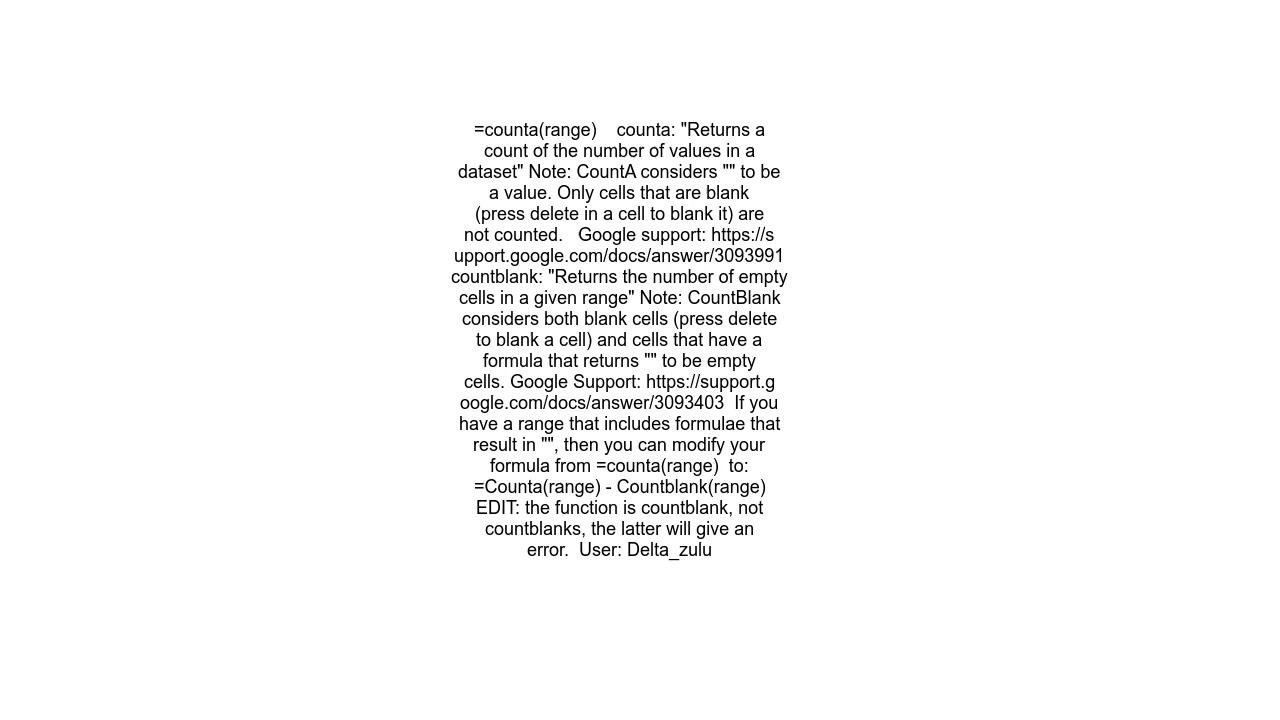 =counta(range)    counta: "Returns a
count of the number of values in a
dataset" Note: CountA considers "" to be
a value. Only cells that are blank
(press delete in a cell to blank it) are
not counted.   Google support: https://s
upport.google.com/docs/answer/3093991
countblank: "Returns the number of empty
cells in a given range" Note: CountBlank
considers both blank cells (press delete
to blank a cell) and cells that have a
formula that returns "" to be empty
cells. Google Support: https://support.g
oogle.com/docs/answer/3093403  If you
have a range that includes formulae that
result in "", then you can modify your
formula from =counta(range)  to:
=Counta(range) - Countblank(range)
EDIT: the function is countblank, not
countblanks, the latter will give an
error.  User: Delta_zulu